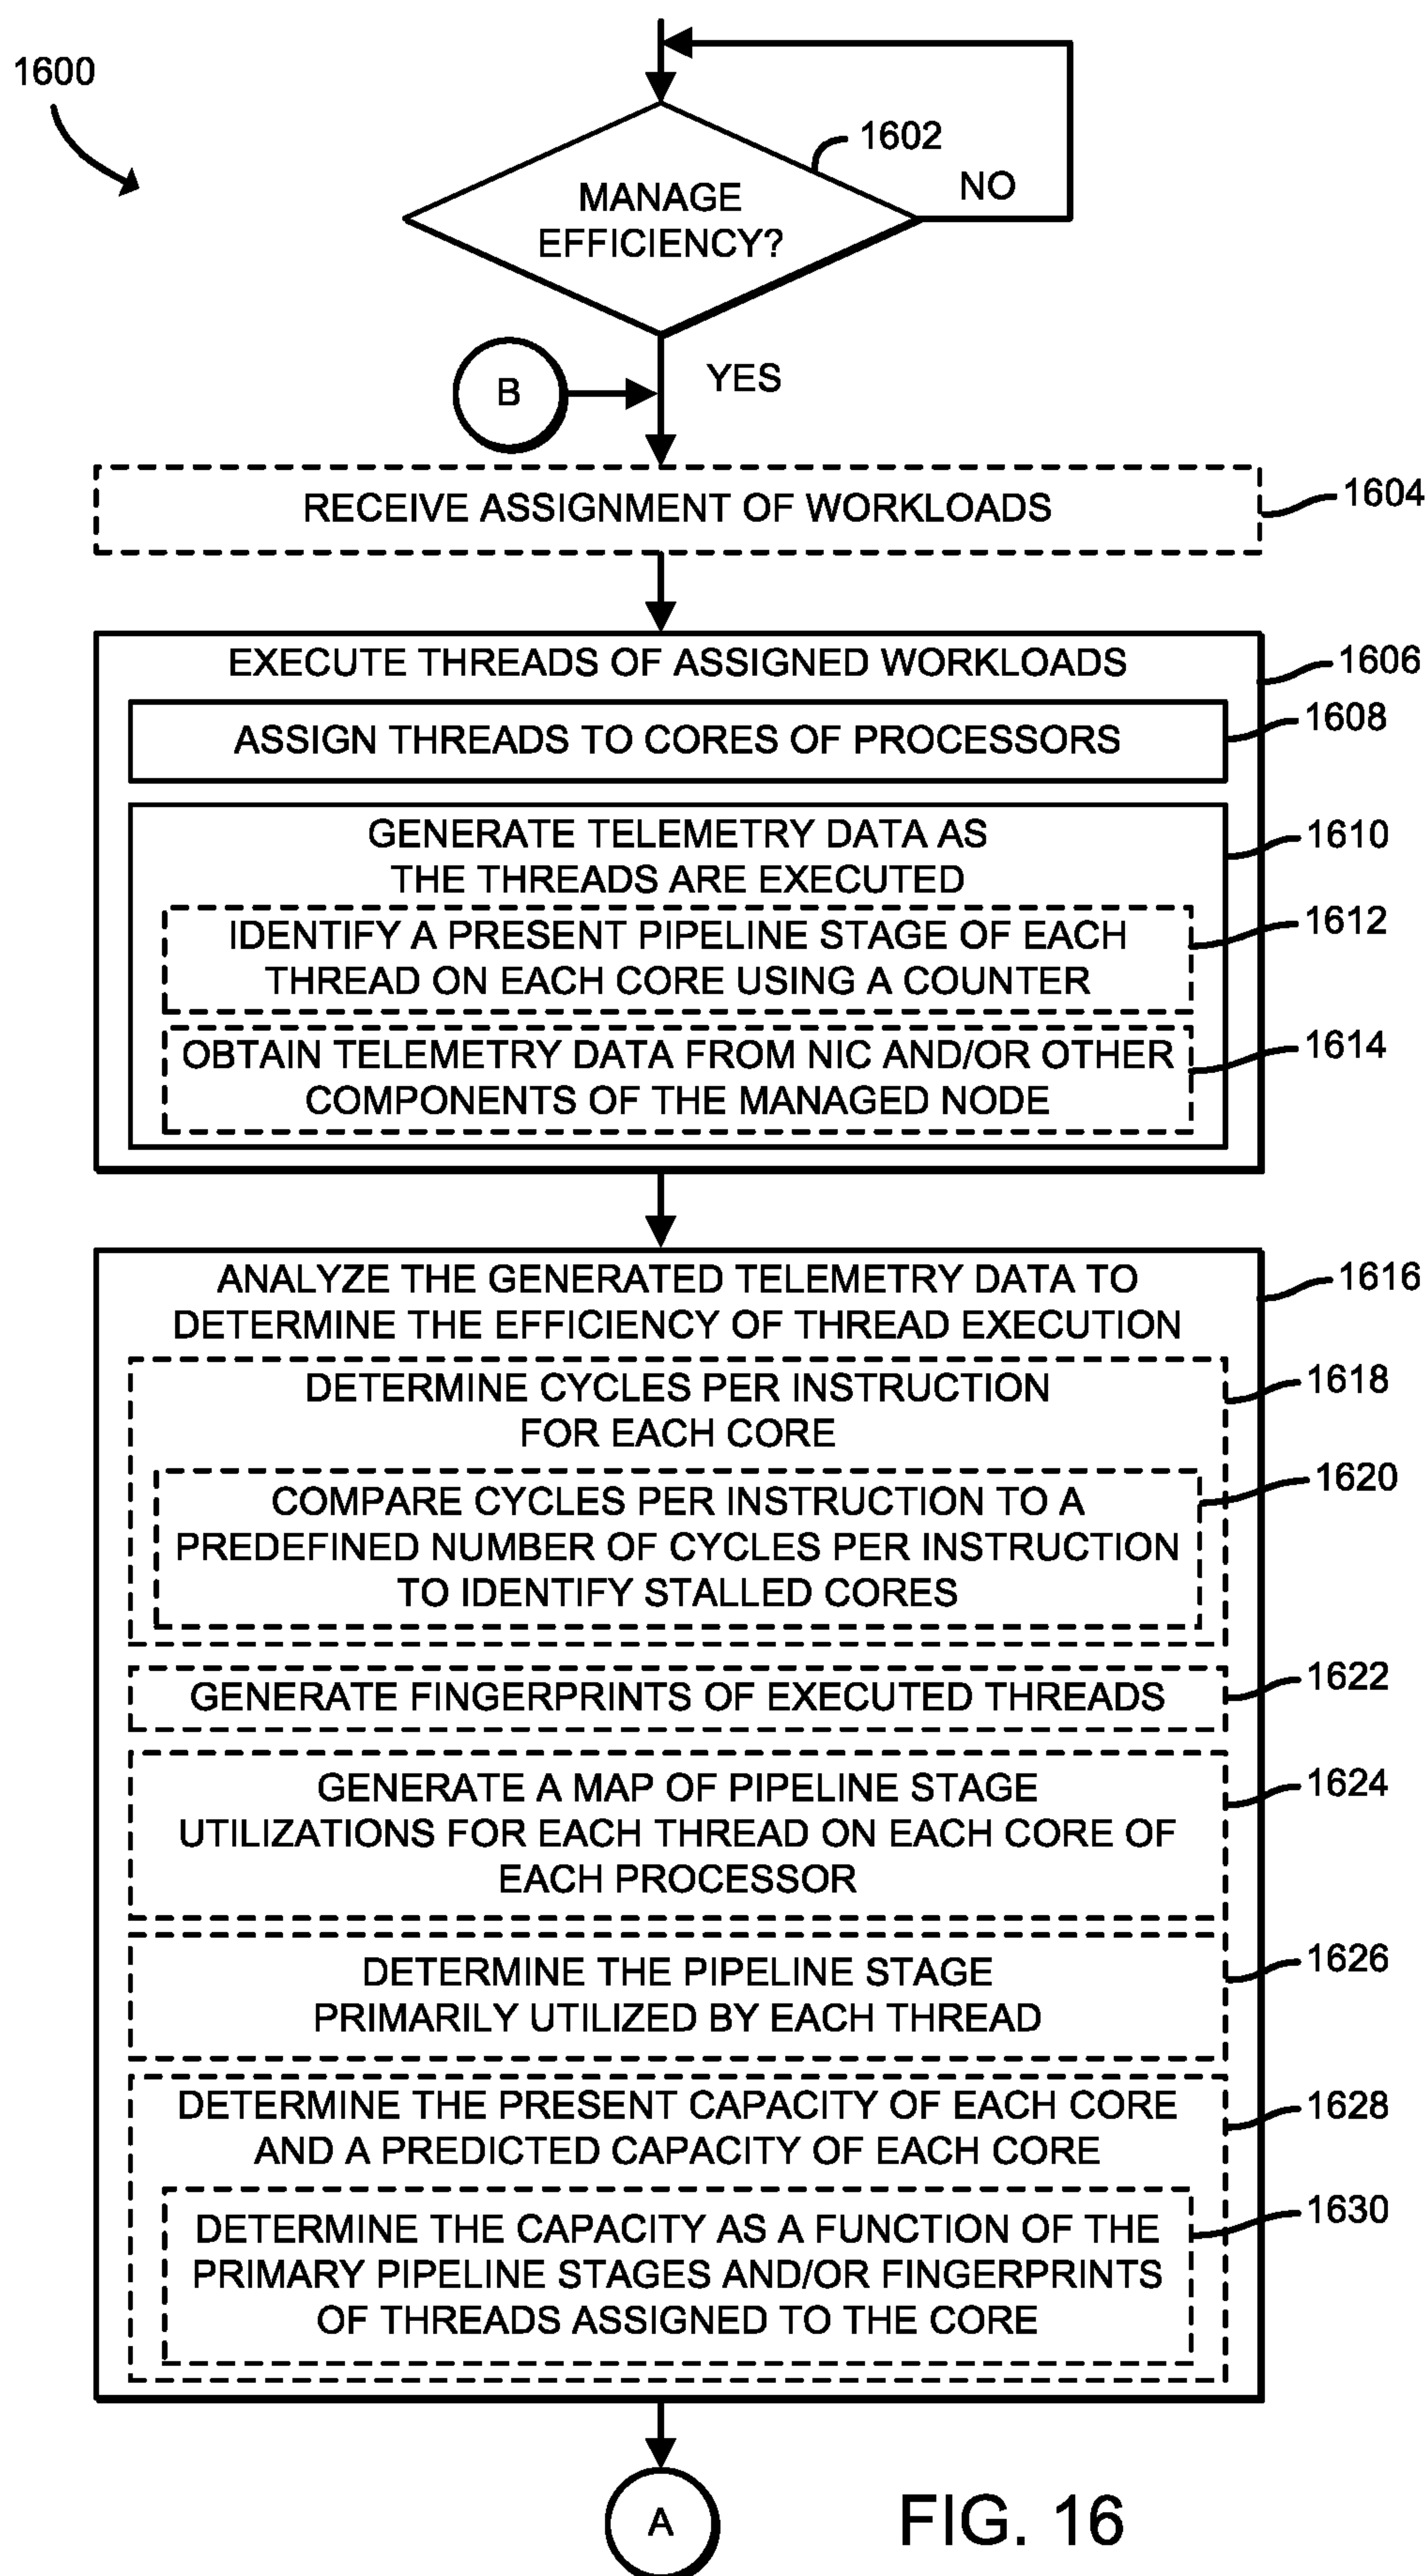 1600
1602
MANAGE
EFFICIENCY?
NO
YES
B
RECEIVE ASSIGNMENT OF WORKLOADS
1604
EXECUTE THREADS OF ASSIGNED WORKLOADS
1606
ASSIGN THREADS TO CORES OF PROCESSORS
1608
GENERATE TELEMETRY DATA AS
THE THREADS ARE EXECUTED
1610
IDENTIFY A PRESENT PIPELINE STAGE OF EACH
THREAD ON EACH CORE USING A COUNTER
1612
OBTAIN TELEMETRY DATA FROM NIC AND/OR OTHER
COMPONENTS OF THE MANAGED NODE
1614
ANALYZE THE GENERATED TELEMETRY DATA TO
DETERMINE THE EFFICIENCY OF THREAD EXECUTION
1616
DETERMINE CYCLES PER INSTRUCTION
FOR EACH CORE
1618
COMPARE CYCLES PER INSTRUCTION TO A
PREDEFINED NUMBER OF CYCLES PER INSTRUCTION
TO IDENTIFY STALLED CORES
1620
GENERATE FINGERPRINTS OF EXECUTED THREADS
1622
GENERATE A MAP OF PIPELINE STAGE
UTILIZATIONS FOR EACH THREAD ON EACH CORE OF
EACH PROCESSOR
1624
DETERMINE THE PIPELINE STAGE
PRIMARILY UTILIZED BY EACH THREAD
1626
DETERMINE THE PRESENT CAPACITY OF EACH CORE
AND A PREDICTED CAPACITY OF EACH CORE
1628
DETERMINE THE CAPACITY AS A FUNCTION OF THE
PRIMARY PIPELINE STAGES AND/OR FINGERPRINTS
OF THREADS ASSIGNED TO THE CORE
1630
A
FIG. 16